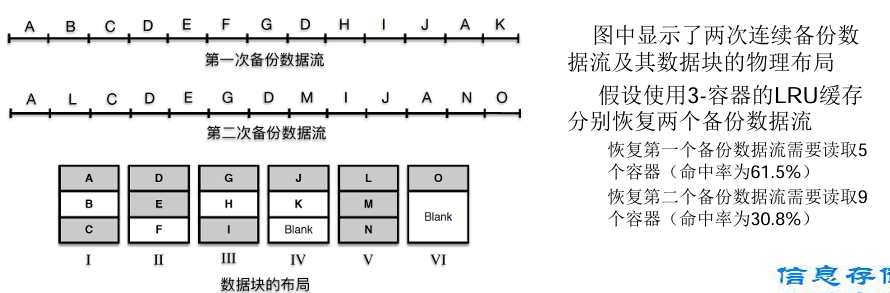 A B C D E F G D H I J A K
第一次备份数据流
A L C D E G D M I J A N O
第二次备份数据流
A D G J L O
B E H K M Blank
C F I Blank N
I II III IV V VI
数据块的布局
图中显示了两次连续备份数
据流及其数据块的物理布局
假设使用3-容器的LRU缓存
分别恢复两个备份数据流
恢复第一个备份数据流需要读取5
个容器（命中率为61.5%）
恢复第二个备份数据流需要读取9
个容器（命中率为30.8%）
信息存储